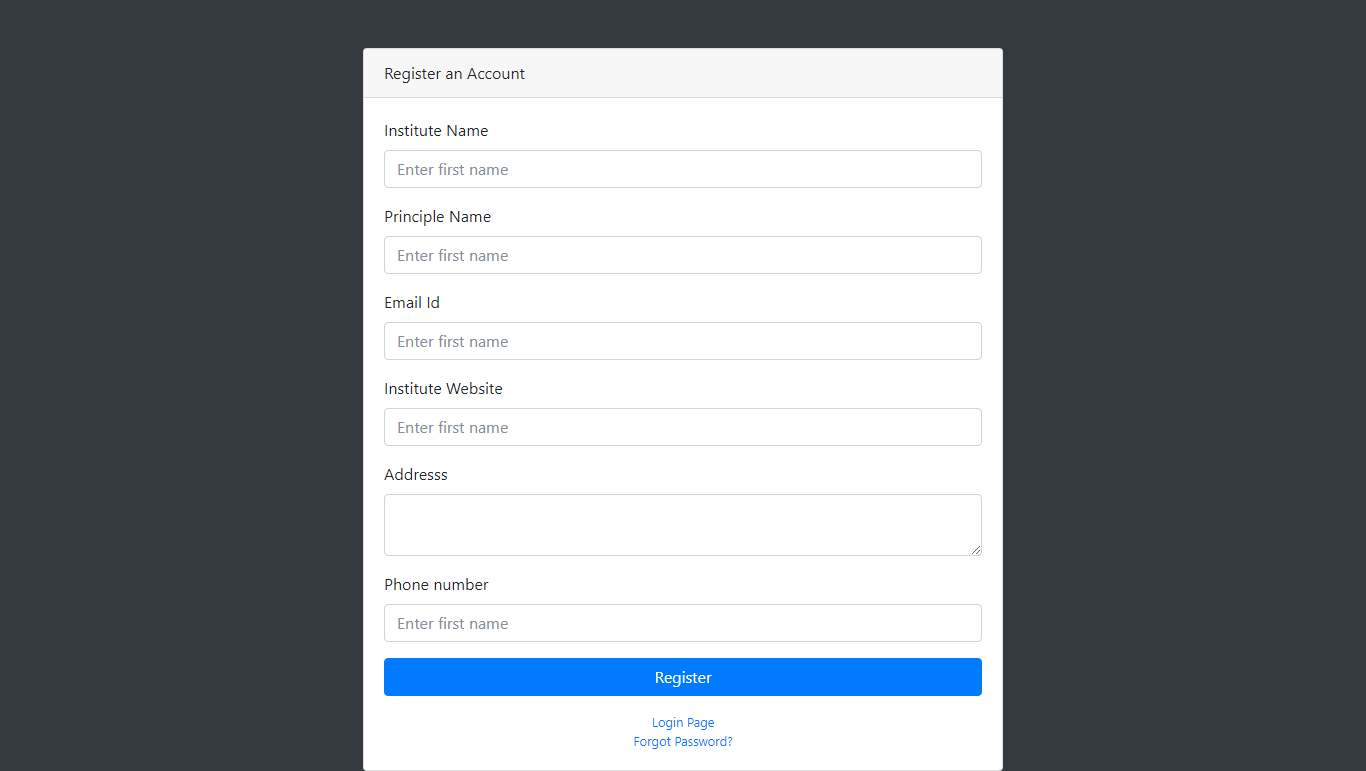 Register an Account
Institute Name
Enter first name
Principle Name
Enter first name
Email Id
Enter first name
Institute Website
Enter first name
Addresss
Phone number
Enter first name
Register
Login Page
Forgot Password?